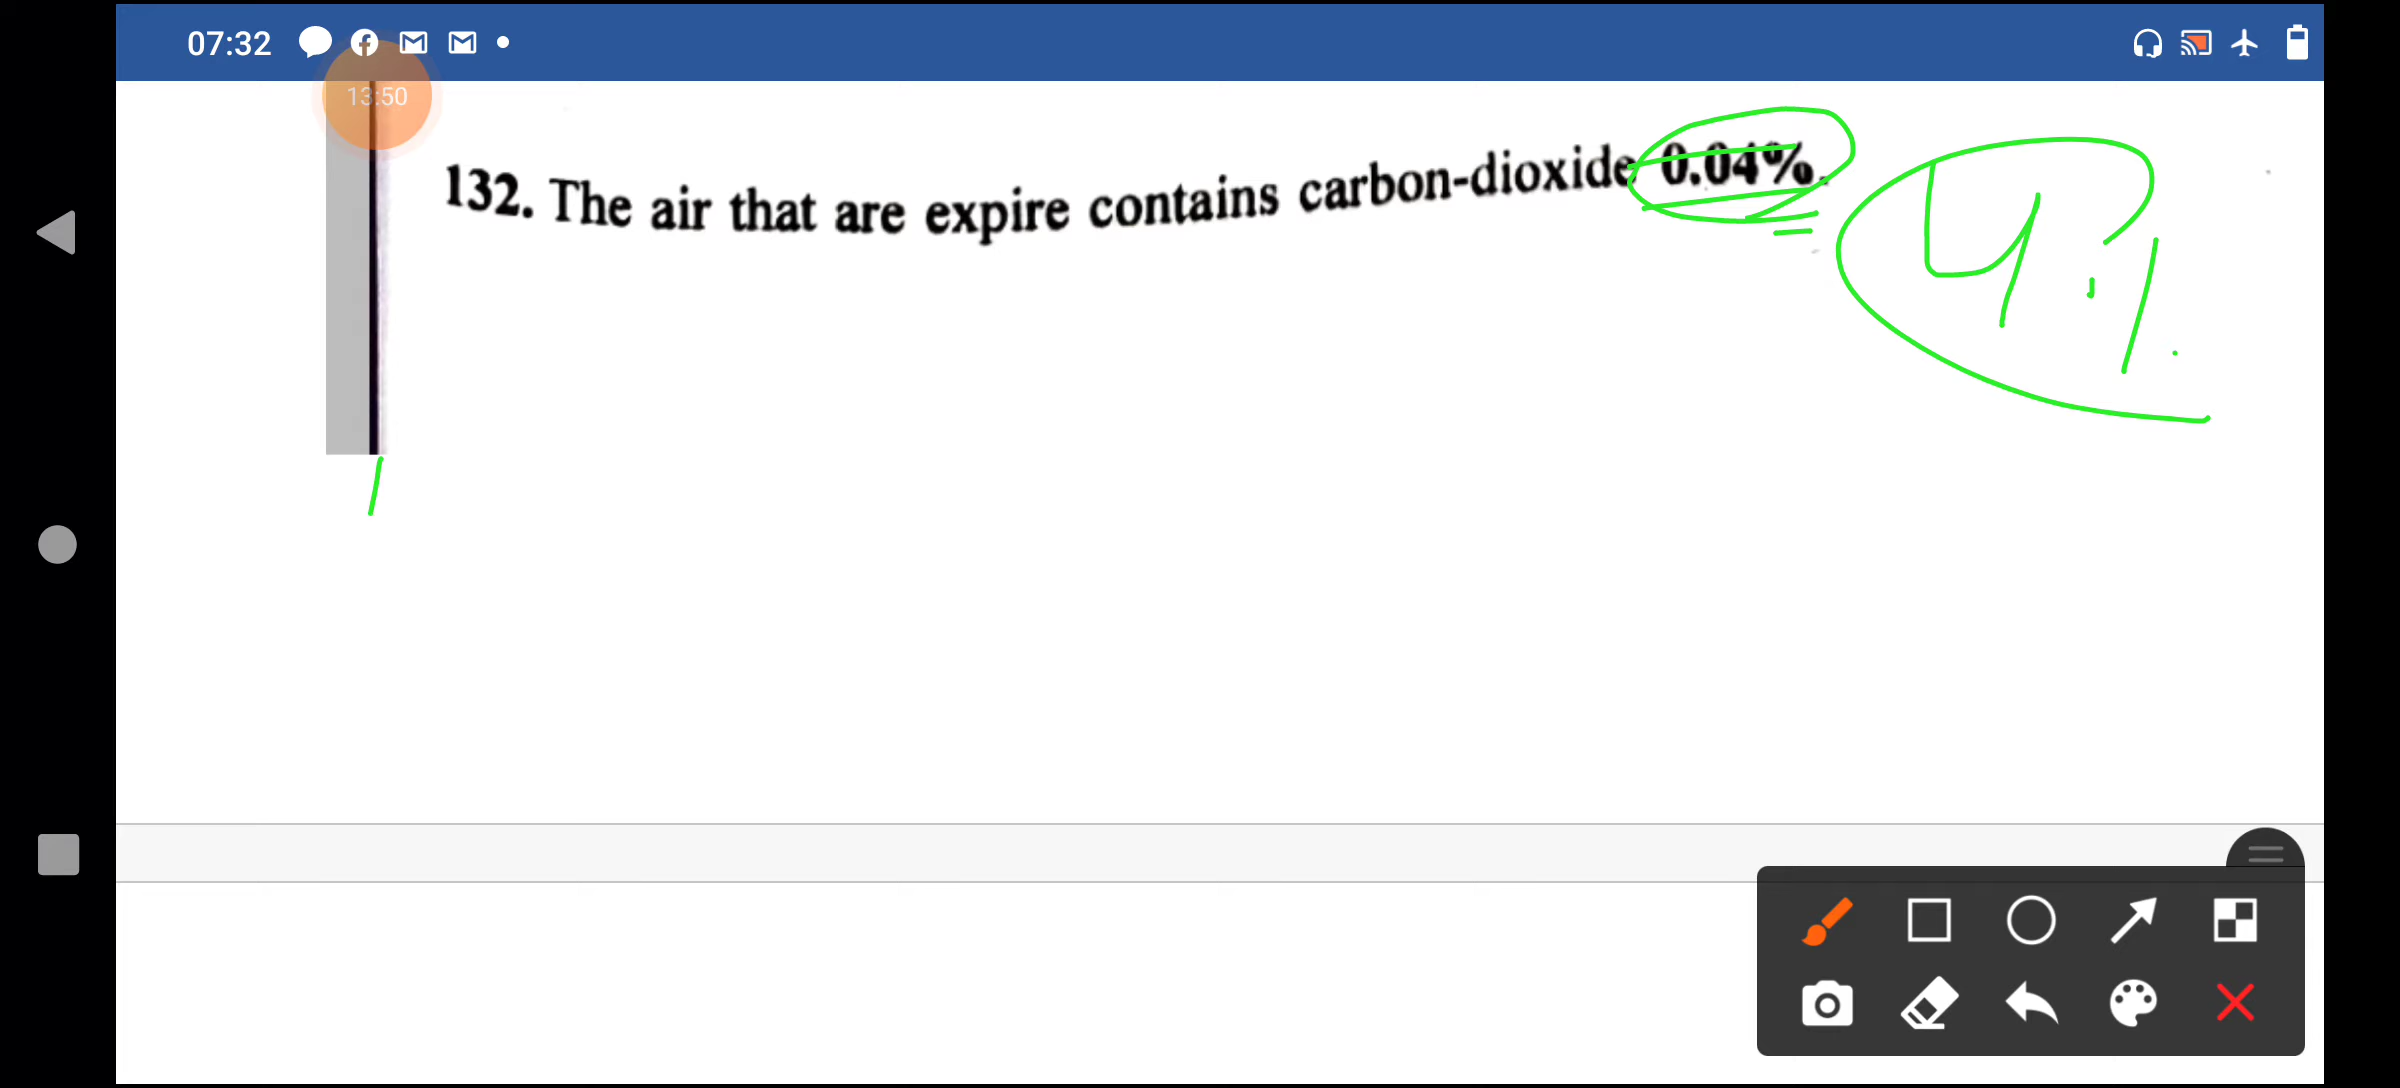 07:32
13:50
132. The air that are expire contains carbon-dioxide 0.04%.
4%